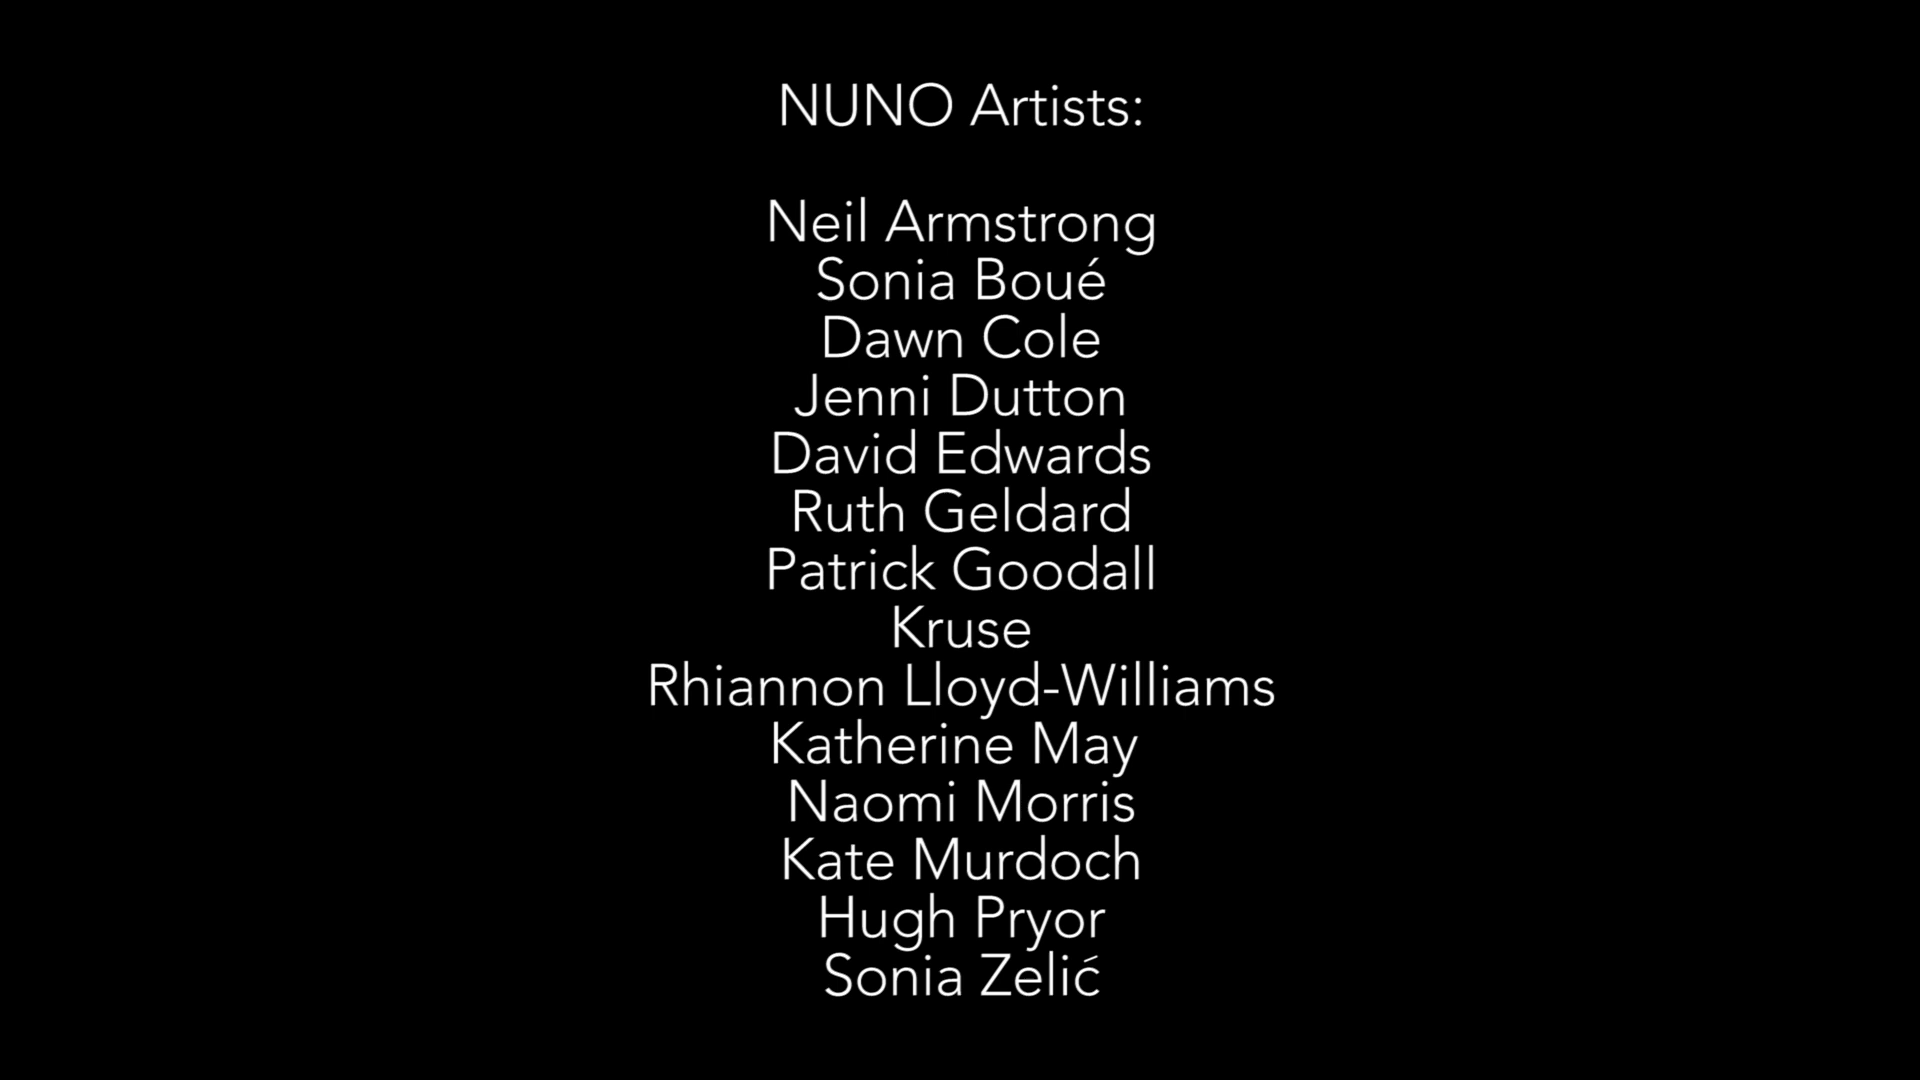 NUNO Artists:
Neil Armstrong
Sonia Boué
Dawn Cole
Jenni Dutton
David Edwards
Ruth Geldard
Patrick Goodall
Kruse
Rhiannon Lloyd-Williams
Katherine May
Naomi Morris
Kate Murdoch
Hugh Pryor
Sonia Zelić